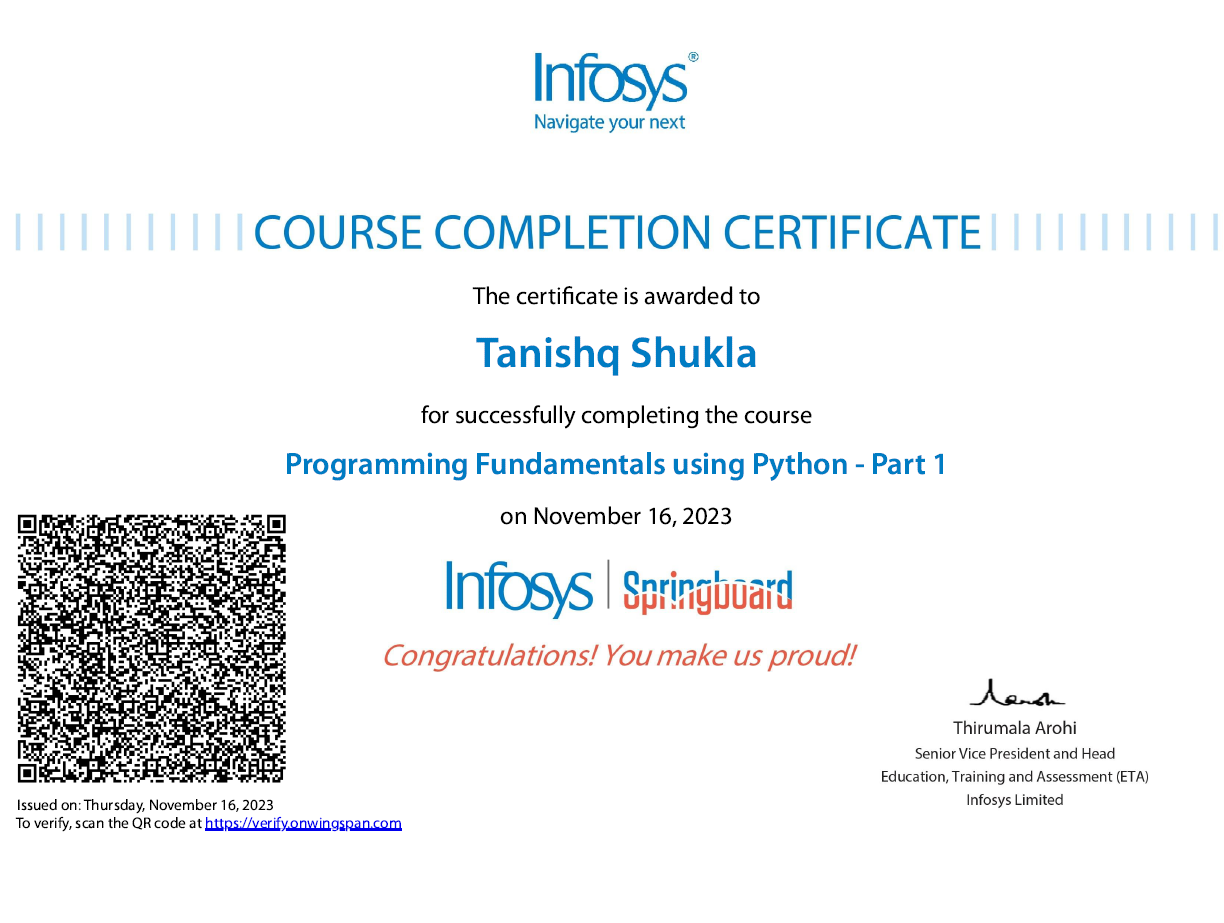 Infosys®
Navigate your next
COURSE COMPLETION CERTIFICATE
The certificate is awarded to
Tanishq Shukla
for successfully completing the course
Programming Fundamentals using Python - Part 1
on November 16, 2023
Infosys | Springboard
Congratulations! You make us proud!
Thirumala Arohi
Senior Vice President and Head
Education, Training and Assessment (ETA)
Infosys Limited
Issued on: Thursday, November 16, 2023
To verify, scan the QR code at https://verify.onwingspan.com